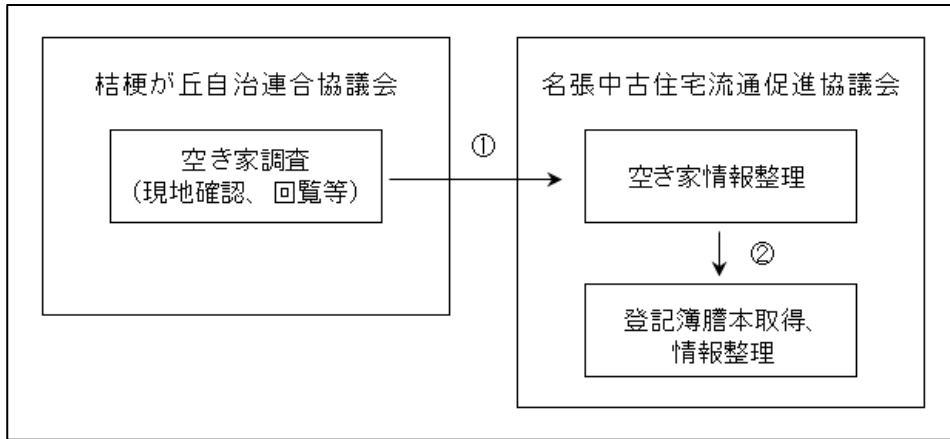 桔梗が丘自治連合協議会
空き家調査
（現地確認、回覧等）
①
名張中古住宅流通促進協議会
空き家情報整理
②
登記簿謄本取得、
情報整理